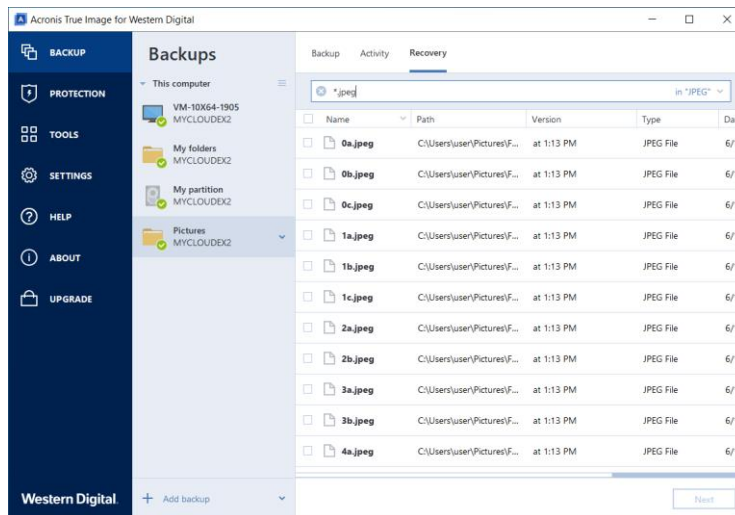 Acronis True Image for Western Digital
BACKUP
PROTECTION
TOOLS
SETTINGS
HELP
ABOUT
UPGRADE
Western Digital.
Backups
This computer
VM-10X64-1905
MYCLOUDEX2
My folders
MYCLOUDEX2
My partition
MYCLOUDEX2
Pictures
MYCLOUDEX2
Add backup
Backup Activity Recovery
*.jpeg in "JPEG"
Name Path Version Type Da
0a.jpeg C:\Users\user\Pictures\F... at 1:13 PM JPEG File 6/
0b.jpeg C:\Users\user\Pictures\F... at 1:13 PM JPEG File 6/
0c.jpeg C:\Users\user\Pictures\F... at 1:13 PM JPEG File 6/
1a.jpeg C:\Users\user\Pictures\F... at 1:13 PM JPEG File 6/
1b.jpeg C:\Users\user\Pictures\F... at 1:13 PM JPEG File 6/
1c.jpeg C:\Users\user\Pictures\F... at 1:13 PM JPEG File 6/
2a.jpeg C:\Users\user\Pictures\F... at 1:13 PM JPEG File 6/
2b.jpeg C:\Users\user\Pictures\F... at 1:13 PM JPEG File 6/
3a.jpeg C:\Users\user\Pictures\F... at 1:13 PM JPEG File 6/
3b.jpeg C:\Users\user\Pictures\F... at 1:13 PM JPEG File 6/
4a.jpeg C:\Users\user\Pictures\F... at 1:13 PM JPEG File 6/
Next